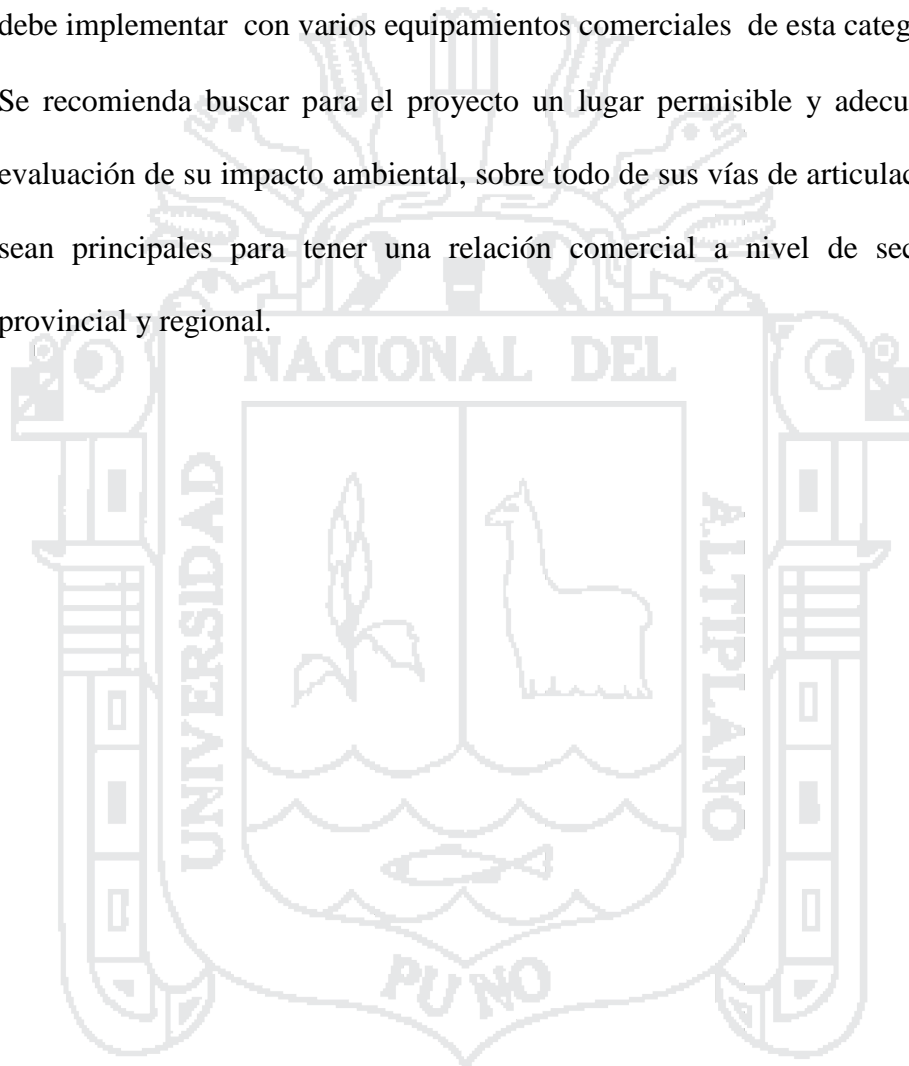 debe implementar con varios equipamientos comerciales de esta categ
Se recomienda buscar para el proyecto un lugar permisible y adecu
evaluación de su impacto ambiental, sobre todo de sus vías de articulac
sean principales para tener una relación comercial a nivel de sec
provincial y regional.
NACIONAL DEL
UNIVERSIDAD
ALTIPLANO
PUNO